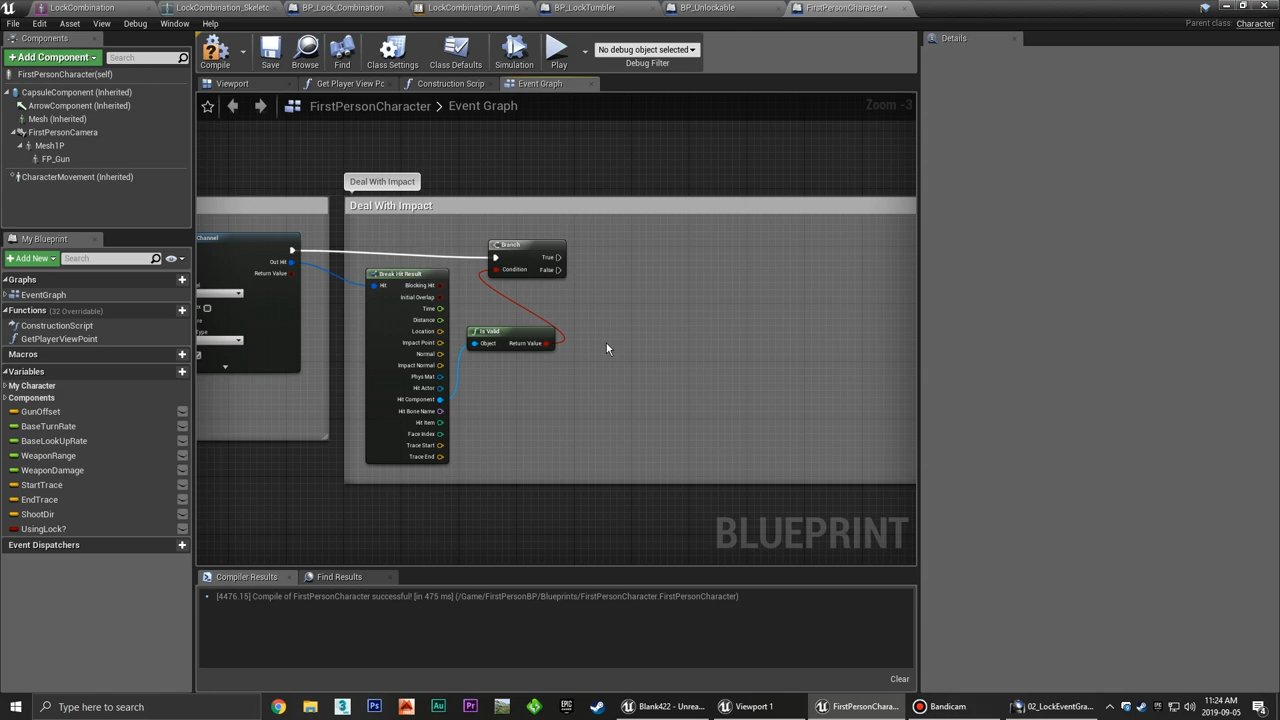 LockCombination
LockCombination_Skeletc
BP_Lock_Combination
LockCombination_AnimB
BP_LockTumbler
BP_Unlockable
FirstPersonCharacter*
File Edit Asset View Debug Window Help
Parent class: Character
Components
Add Component
Search
FirstPersonCharacter(self)
CapsuleComponent (Inherited)
ArrowComponent (Inherited)
Mesh (Inherited)
FirstPersonCamera
Mesh1P
FP_Gun
CharacterMovement (Inherited)
My Blueprint
Add New
Search
Graphs
EventGraph
Functions (32 Overridable)
ConstructionScript
GetPlayerViewPoint
Macros
Variables
My Character
Components
GunOffset
BaseTurnRate
BaseLookUpRate
WeaponRange
WeaponDamage
StartTrace
EndTrace
ShootDir
UsingLock?
Event Dispatchers
Compile
Save
Browse
Find
Class Settings
Class Defaults
Simulation
Play
No debug object selected
Debug Filter
Viewport
Get Player View Pc
Construction Scrip
Event Graph
FirstPersonCharacter > Event Graph
Zoom -3
Deal With Impact
Deal With Impact
Channel
Out Hit
Return Value
Type
Break Hit Result
Hit
Blocking Hit
Initial Overlap
Time
Distance
Location
Impact Point
Normal
Impact Normal
Phys Mat
Hit Actor
Hit Component
Hit Bone Name
Hit Item
Face Index
Trace Start
Trace End
Branch
True
Condition False
Is Valid
Object Return Value
BLUEPRINT
Compiler Results
Find Results
[4476.15] Compile of FirstPersonCharacter successful! [in 475 ms] (/Game/FirstPersonBP/Blueprints/FirstPersonCharacter.FirstPersonCharacter)
Clear
Details
Type here to search
Blank422 - Unrea...
Viewport 1
FirstPersonChara...
Bandicam
02_LockEventGra...
11:24 AM
2019-09-05